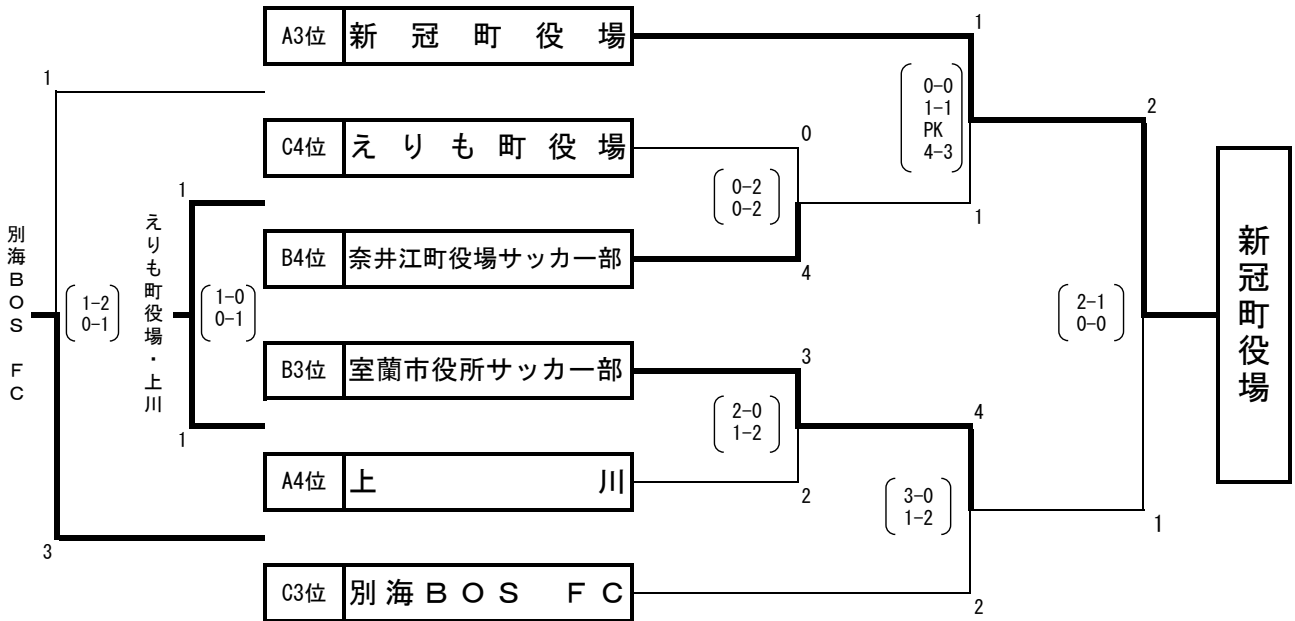 A3位 新冠町役場
C4位 えりも町役場
B4位 奈井江町役場サッカー部
B3位 室蘭市役所サッカー部
A4位 上川
C3位 別海BOS FC
1
3
別海BOS FC
1-2
0-1
1
1
えりも町役場・上川
1-0
0-1
0
4
0-2
0-2
3
2
2-0
1-2
1
1
0-0
1-1
PK
4-3
4
2
3-0
1-2
2
1
2-1
0-0
新冠町役場